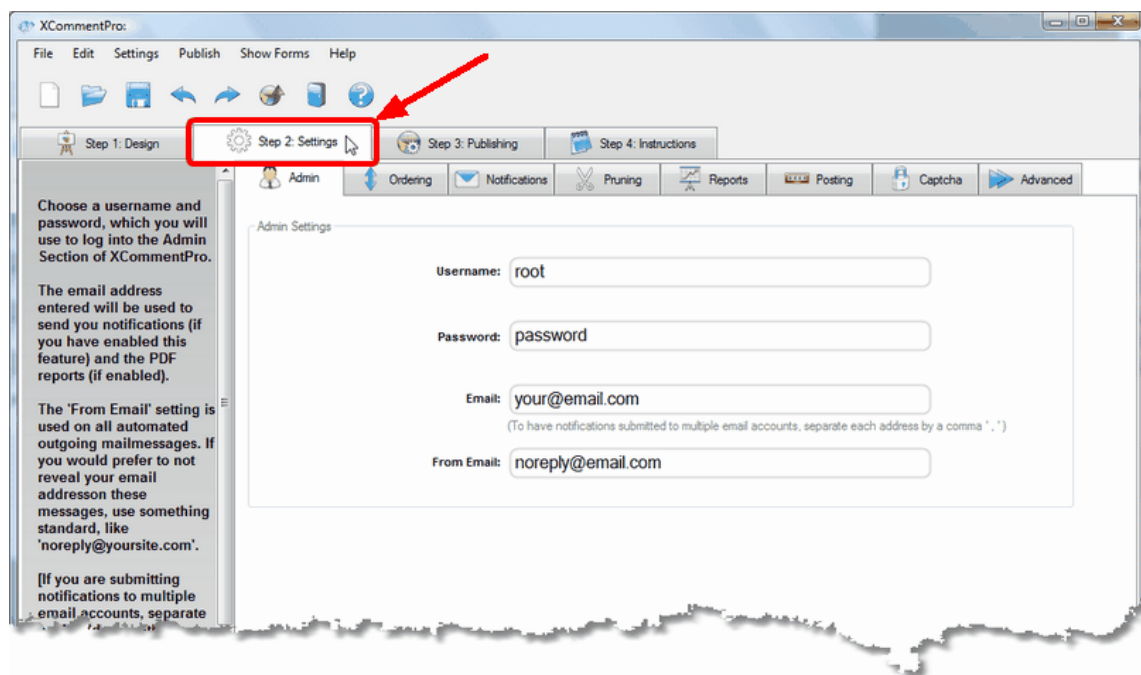 XCommentPro:
File Edit Settings Publish Show Forms Help
Step 1: Design Step 2: Settings Step 3: Publishing Step 4: Instructions
Admin Ordering Notifications Pruning Reports Posting Captcha Advanced
Choose a username and
password, which you will
use to log into the Admin
Section of XCommentPro.
The email address
entered will be used to
send you notifications (if
you have enabled this
feature) and the PDF
reports (if enabled).
The 'From Email' setting is
used on all automated
outgoing mailmessages. If
you would prefer to not
reveal your email
addresson these
messages, use something
standard, like
'noreply@yoursite.com'.
[If you are submitting
notifications to multiple
email accounts, separate
Admin Settings
Username: root
Password: password
Email: your@email.com
(To have notifications submitted to multiple email accounts, separate each address by a comma ' , ')
From Email: noreply@email.com